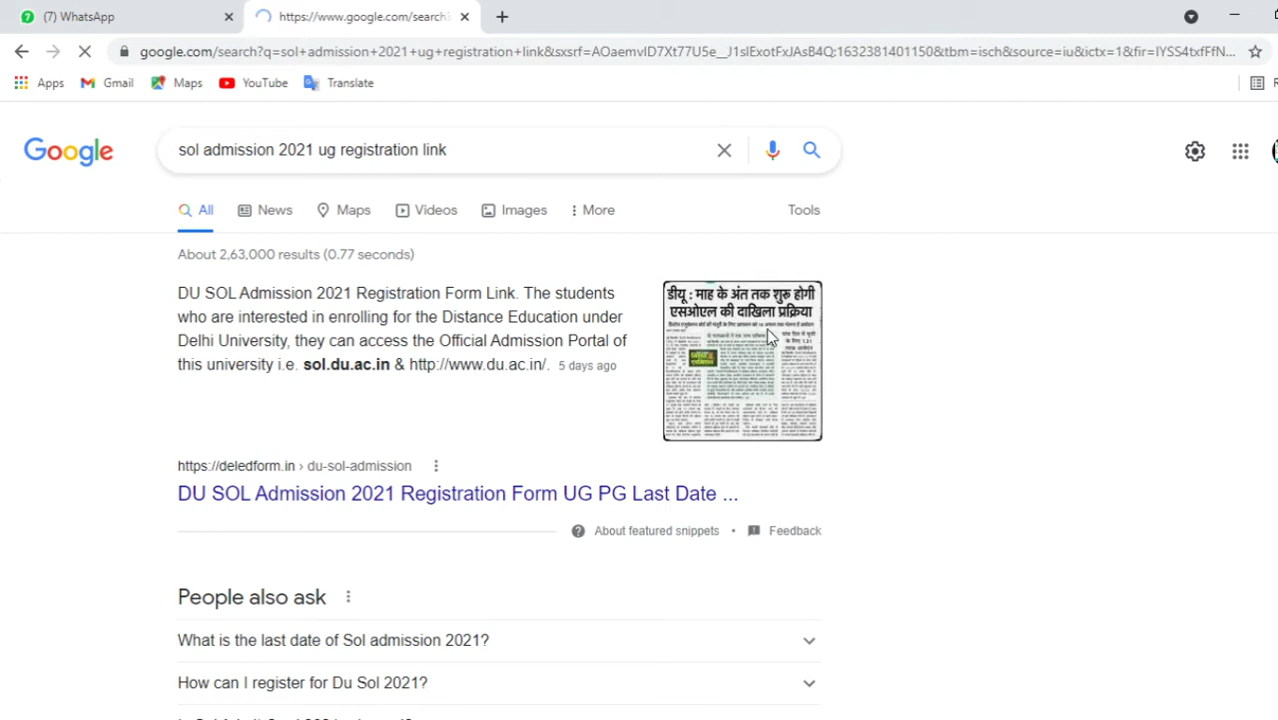 (7) WhatsApp
https://www.google.com/search?
google.com/search?q=sol+admission+2021+ug+registration+link&sxsrf=AOaemvID7Xt77U5e__J1slExotFxJAsB4Q:1632381401150&tbm=isch&source=iu&ictx=1&fir=IYSS4txfFfN...
Apps Gmail Maps YouTube Translate
Google
sol admission 2021 ug registration link
All News Maps Videos Images More Tools
About 2,63,000 results (0.77 seconds)
DU SOL Admission 2021 Registration Form Link. The students
who are interested in enrolling for the Distance Education under
Delhi University, they can access the Official Admission Portal of
this university i.e. sol.du.ac.in & http://www.du.ac.in/. 5 days ago
डीयू : माह के अंत तक शुरू होगी
एसओएल की दाखिला प्रक्रिया
https://deledform.in › du-sol-admission
DU SOL Admission 2021 Registration Form UG PG Last Date ...
About featured snippets • Feedback
People also ask
What is the last date of Sol admission 2021?
How can I register for Du Sol 2021?